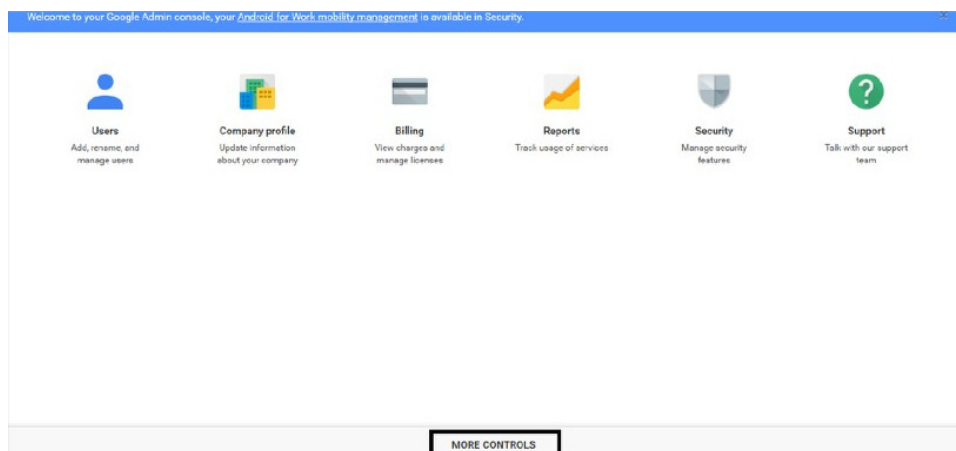 Welcome to your Google Admin console, your Android for Work mobility management is available in Security.
Users
Add, rename, and
manage users
Company profile
Update information
about your company
Billing
View charges and
manage licenses
Reports
Track usage of services
Security
Manage security
features
Support
Talk with our support
team
MORE CONTROLS